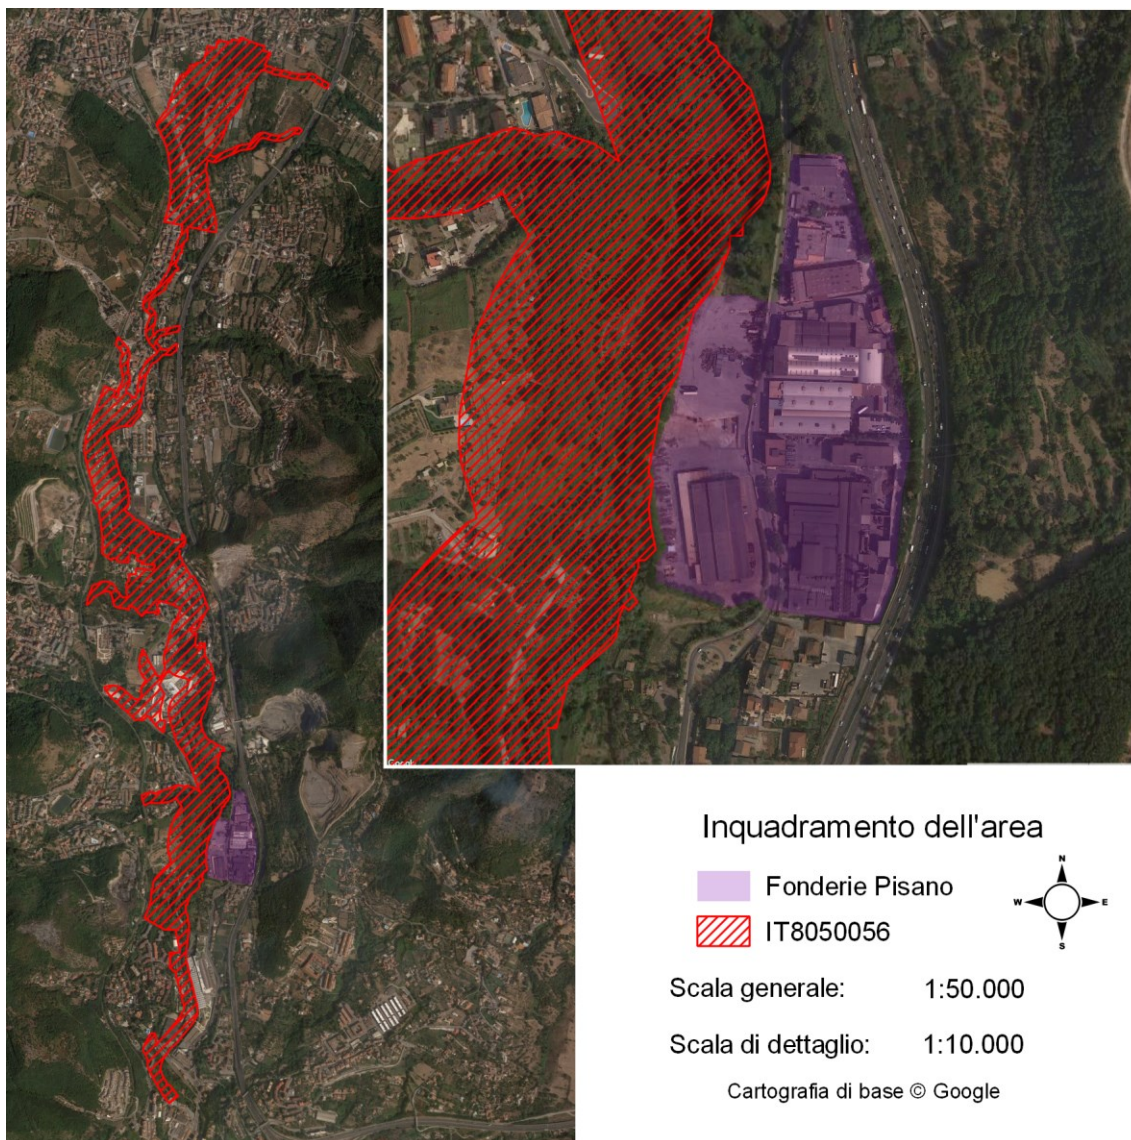 Inquadramento dell'area
Fonderie Pisano
IT8050056
N
W E
S
Scala generale: 1:50.000
Scala di dettaglio: 1:10.000
Cartografia di base © Google